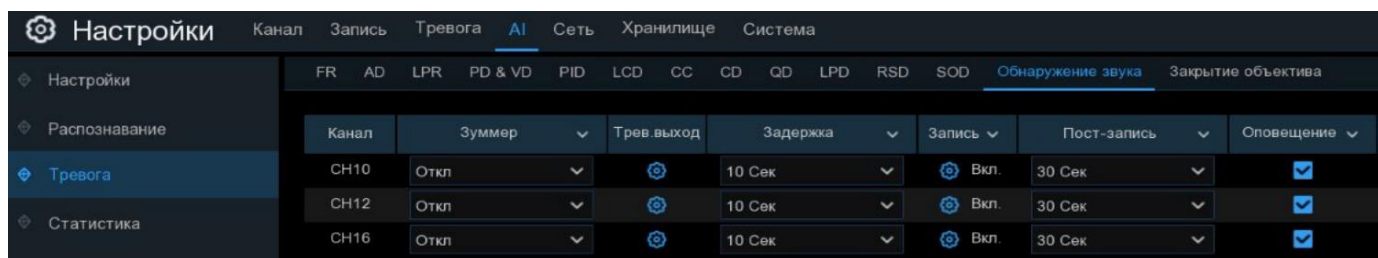 Настройки Канал Запись Тревога AI Сеть Хранилище Система
Настройки
FR AD LPR PD & VD PID LCD CC CD QD LPD RSD SOD Обнаружение звука Закрытие объектива
Распознавание
Канал Зуммер Трев.выход Задержка Запись Пост-запись Оповещение
Тревога
CH10 Откл 10 Сек Вкл. 30 Сек
CH12 Откл 10 Сек Вкл. 30 Сек
Статистика
CH16 Откл 10 Сек Вкл. 30 Сек